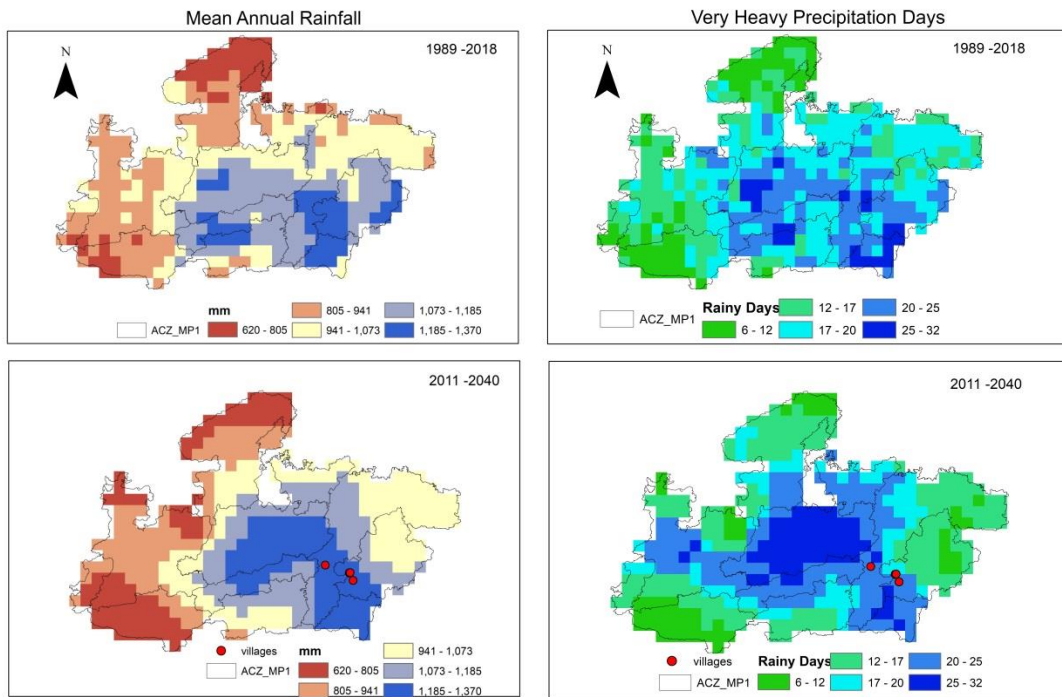 Mean Annual Rainfall
1989 -2018
N
mm
ACZ_MP1
620 - 805
805 - 941
941 - 1,073
1,073 - 1,185
1,185 - 1,370
Very Heavy Precipitation Days
1989 -2018
N
Rainy Days
ACZ_MP1
6 - 12
12 - 17
17 - 20
20 - 25
25 - 32
2011 -2040
villages
mm
ACZ_MP1
620 - 805
805 - 941
941 - 1,073
1,073 - 1,185
1,185 - 1,370
2011 -2040
villages
Rainy Days
ACZ_MP1
6 - 12
12 - 17
17 - 20
20 - 25
25 - 32